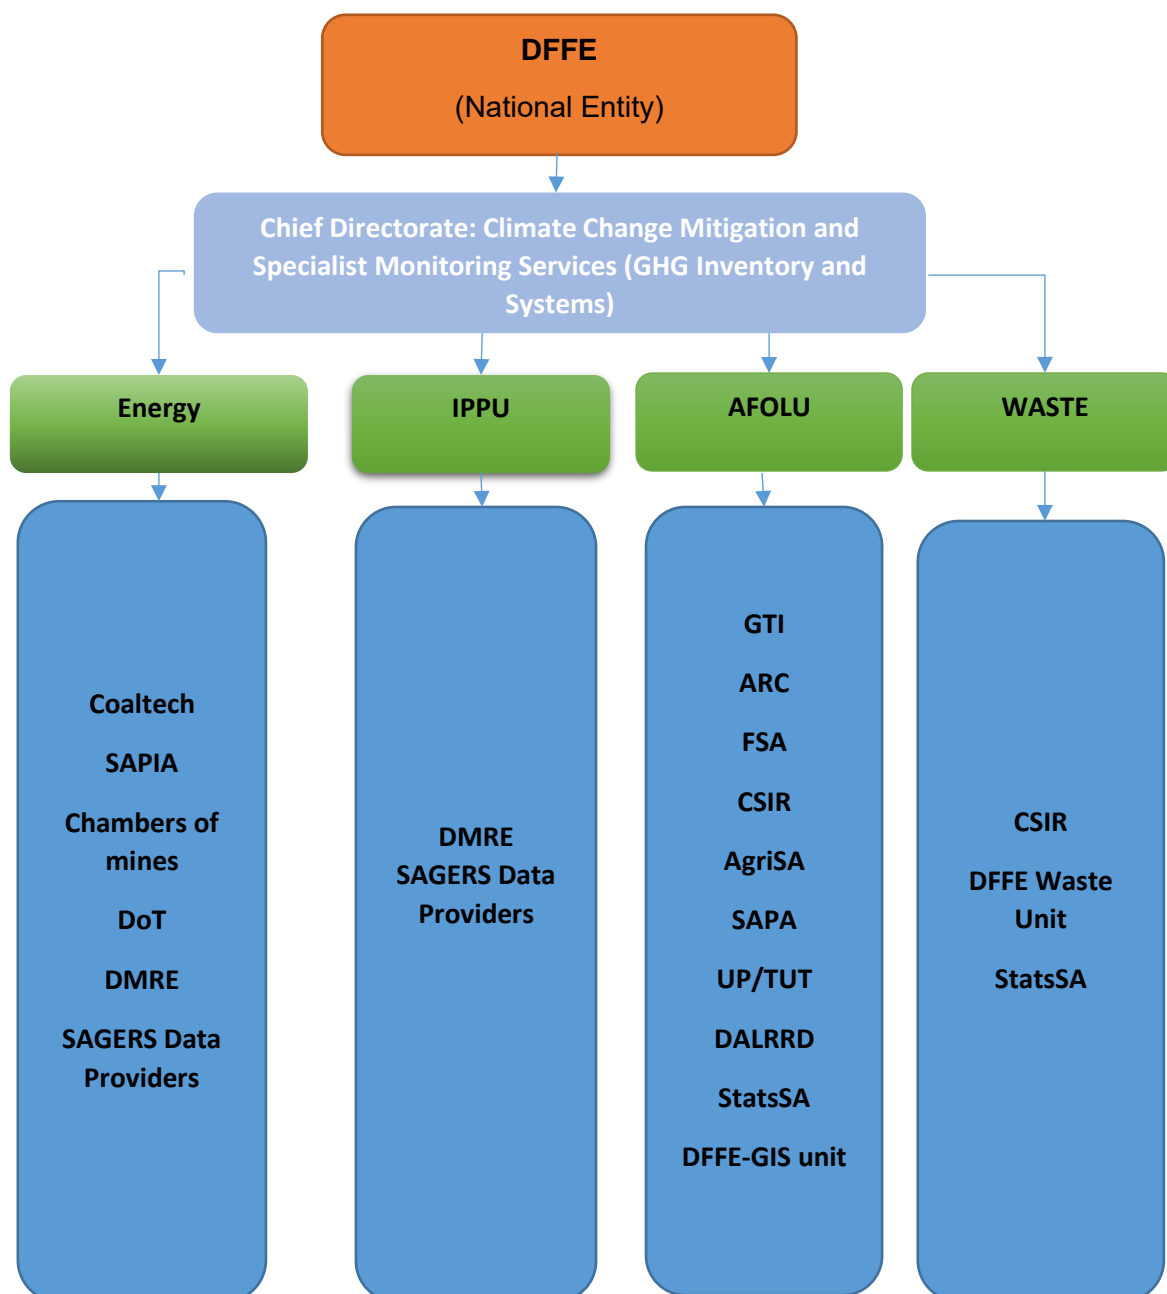 DFFE
(National Entity)
Chief Directorate: Climate Change Mitigation and
Specialist Monitoring Services (GHG Inventory and
Systems)
Energy
IPPU
AFOLU
WASTE
Coaltech
SAPIA
Chambers of
mines
DoT
DMRE
SAGERS Data
Providers
DMRE
SAGERS Data
Providers
GTI
ARC
FSA
CSIR
AgriSA
SAPA
UP/TUT
DALRRD
StatsSA
DFFE-GIS unit
CSIR
DFFE Waste
Unit
StatsSA